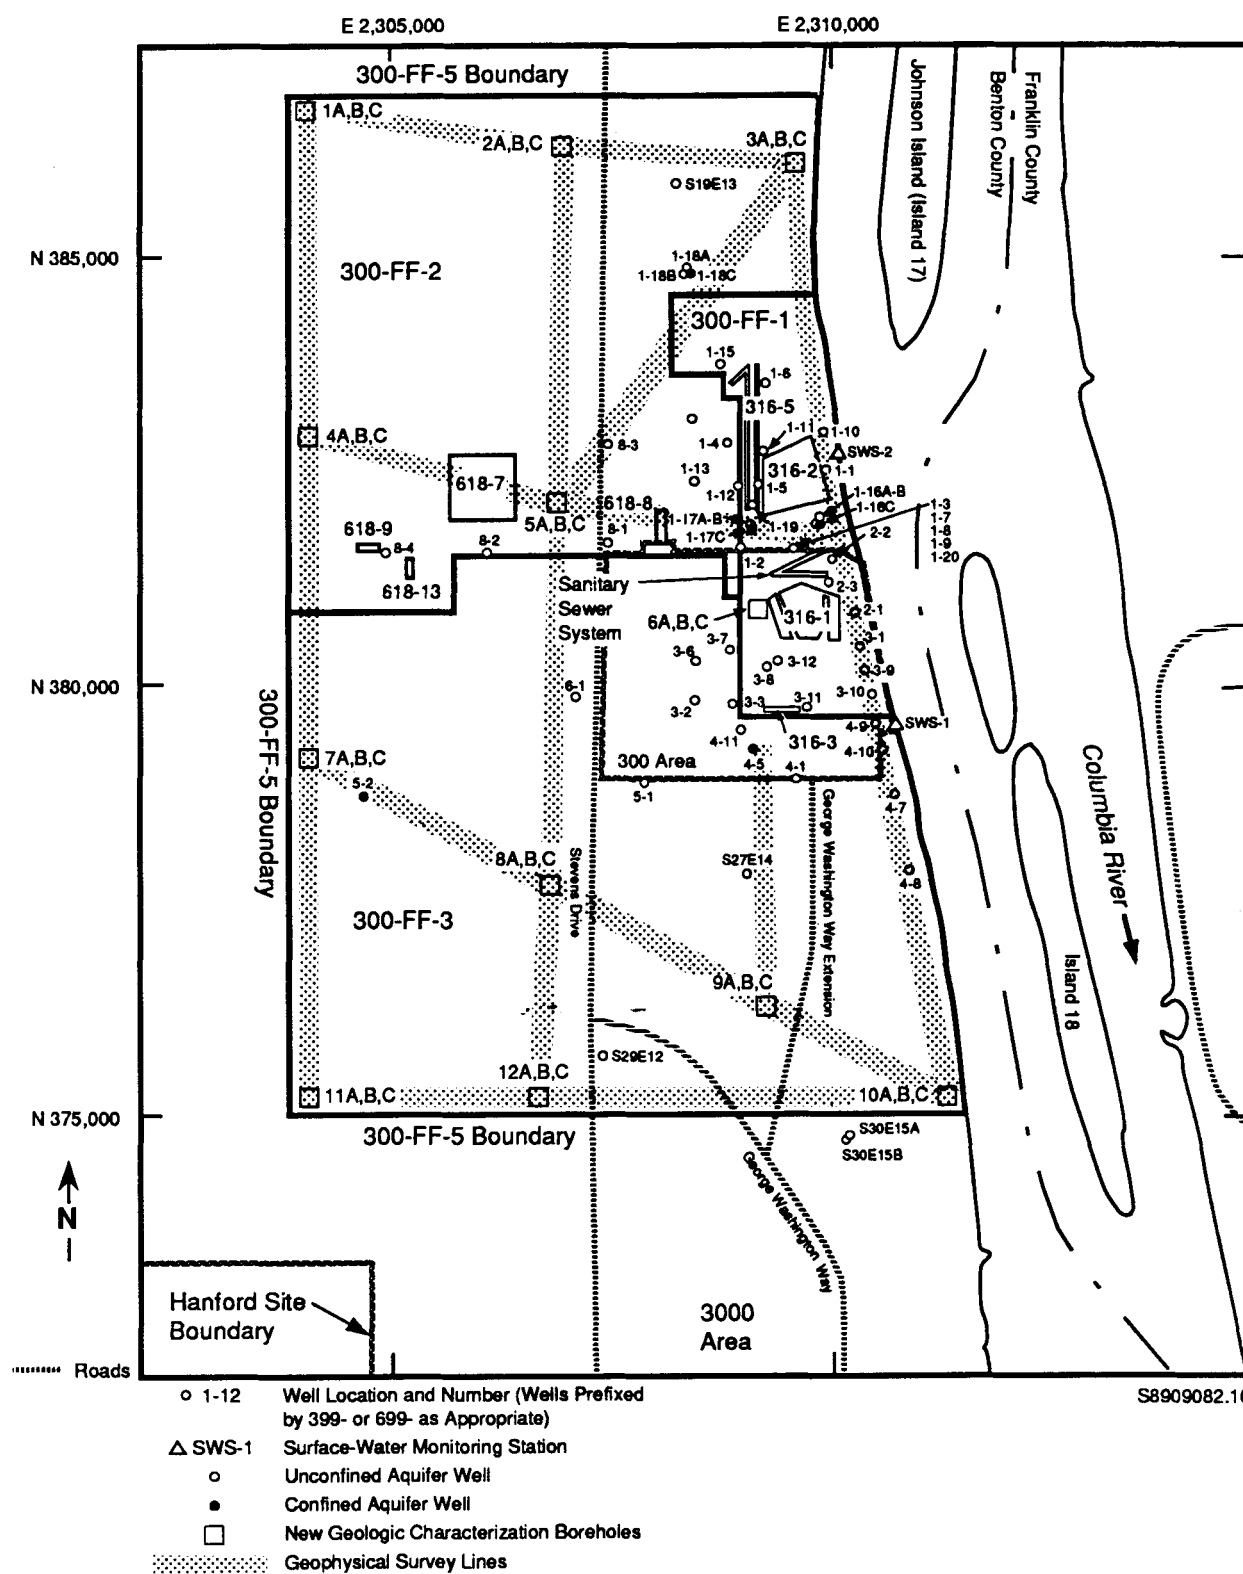 E 2,305,000
E 2,310,000
300-FF-5 Boundary
1A,B,C
2A,B,C
3A,B,C
S19E13
Johnson Island (Island 17)
Benton County
Franklin County
N 385,000
300-FF-2
1-18A
1-18B
1-18C
300-FF-1
1-15
1-6
316-5
4A,B,C
8-3
1-4
1-11
1-10
SWS-2
1-13
316-2
1-1
618-7
1-12
1-5
1-16A-B
618-8
5A,B,C
1-17A-B
1-19
1-16C
1-3
1-7
1-8
1-9
1-20
618-9
8-4
8-2
8-1
1-17C
2-2
618-13
1-2
Sanitary
Sewer
System
2-3
6A,B,C
316-1
2-1
3-7
3-1
3-6
3-12
3-8
3-9
N 380,000
6-1
3-2
3-3
3-11
3-10
4-9
SWS-1
4-11
316-3
4-10
300-FF-5 Boundary
7A,B,C
5-2
300 Area
4-5
4-1
5-1
4-7
George Washington Way Extension
Columbia River
8A,B,C
Stevens Drive
S27E14
4-8
300-FF-3
9A,B,C
Island 18
S29E12
11A,B,C
12A,B,C
10A,B,C
N 375,000
300-FF-5 Boundary
S30E15A
S30E15B
George Washington Way
N
Hanford Site
Boundary
3000
Area
Roads
S8909082.10
1-12 Well Location and Number (Wells Prefixed
by 399- or 699- as Appropriate)
SWS-1 Surface-Water Monitoring Station
Unconfined Aquifer Well
Confined Aquifer Well
New Geologic Characterization Boreholes
Geophysical Survey Lines